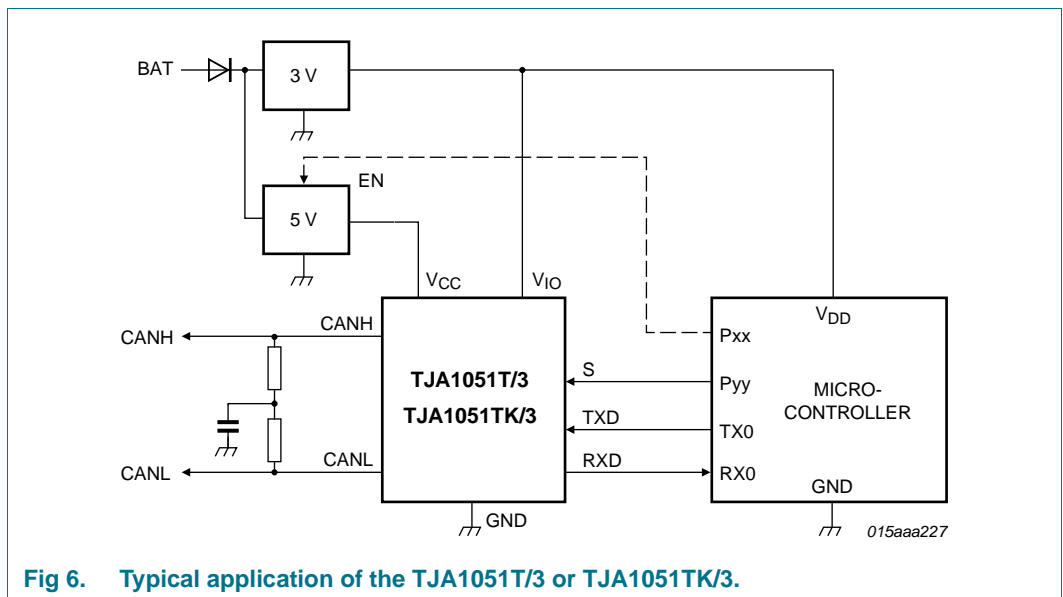 BAT
3 V
EN
5 V
VCC
VIO
VDD
CANH
CANH
Pxx
TJA1051T/3
S
Pyy
MICRO-
CONTROLLER
TJA1051TK/3
TXD
TX0
CANL
CANL
RXD
RX0
GND
GND
015aaa227
Fig 6. Typical application of the TJA1051T/3 or TJA1051TK/3.